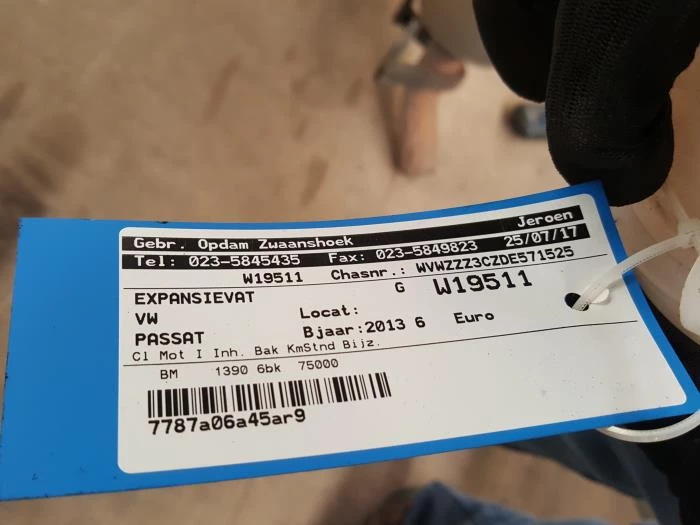 Gebr. Opdam Zwaanshoek Jeroen
Tel: 023-5845435 Fax: 023-5849823 25/07/17
W19511 Chasnr.: WVWZZZ3CZDE571525
EXPANSIEVAT G W19511
VW Locat:
PASSAT Bjaar:2013 6 Euro
Cl Mot I Inh. Bak KmStnd Bijz.
BM 1390 6bk 75000
7787a06a45ar9